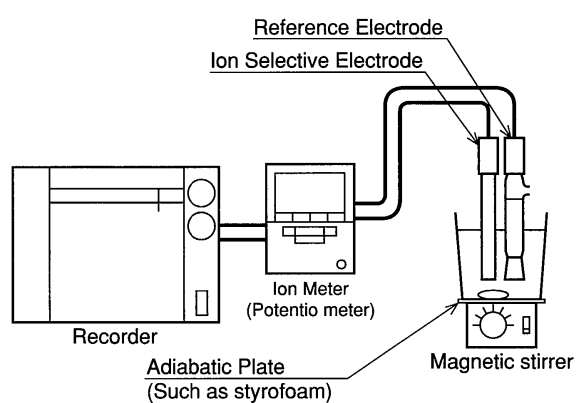 Reference Electrode
Ion Selective Electrode
Ion Meter
(Potentio meter)
Recorder
Magnetic stirrer
Adiabatic Plate
(Such as styrofoam)